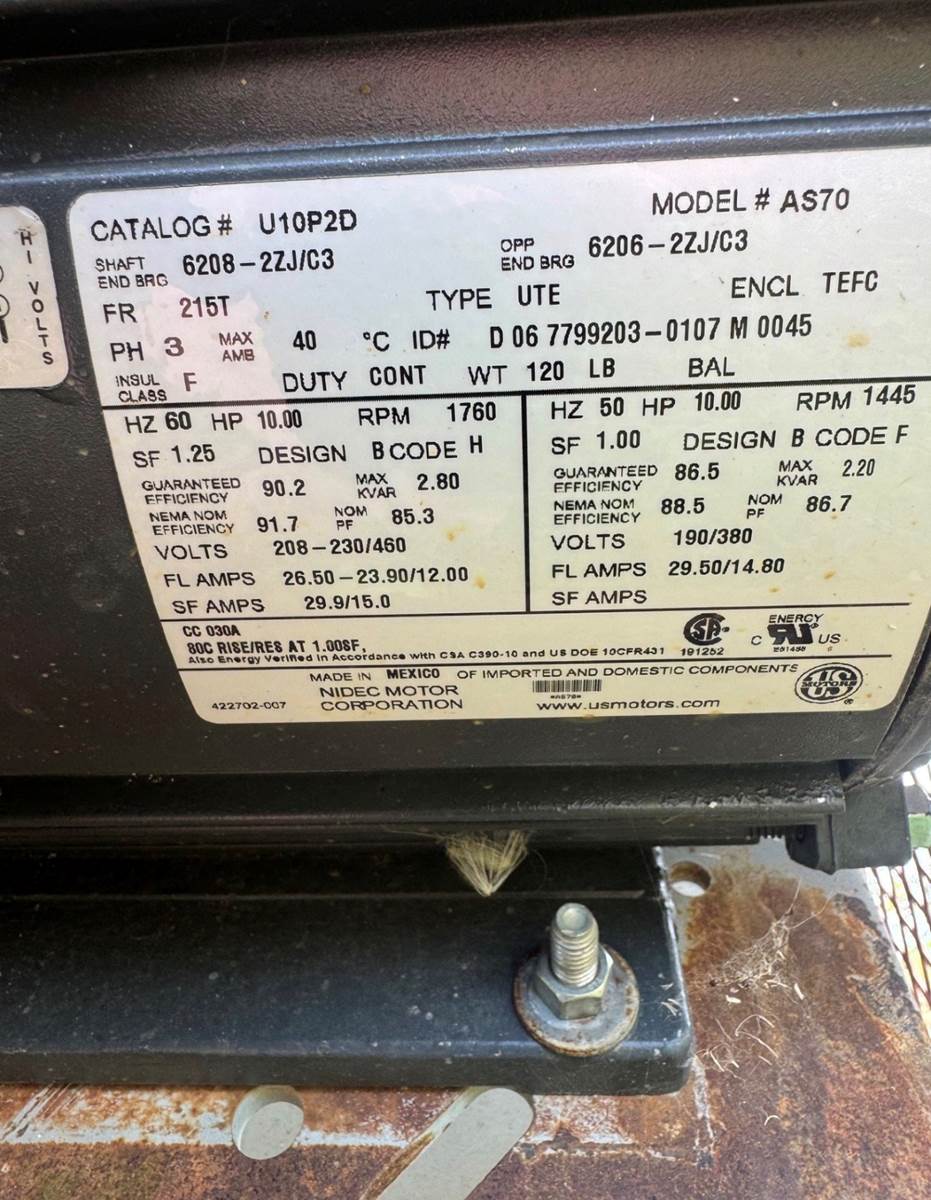 HI VOLTS
CATALOG # U10P2D MODEL # AS70
SHAFT END BRG 6208-2ZJ/C3 OPP END BRG 6206-2ZJ/C3
FR 215T TYPE UTE ENCL TEFC
PH 3 MAX AMB 40 °C ID# D 06 7799203-0107 M 0045
INSUL CLASS F DUTY CONT WT 120 LB BAL
HZ 60 HP 10.00 RPM 1760
SF 1.25 DESIGN B CODE H
GUARANTEED EFFICIENCY 90.2 MAX KVAR 2.80
NEMA NOM EFFICIENCY 91.7 NOM PF 85.3
VOLTS 208-230/460
FL AMPS 26.50-23.90/12.00
SF AMPS 29.9/15.0
HZ 50 HP 10.00 RPM 1445
SF 1.00 DESIGN B CODE F
GUARANTEED EFFICIENCY 86.5 MAX KVAR 2.20
NEMA NOM EFFICIENCY 88.5 NOM PF 86.7
VOLTS 190/380
FL AMPS 29.50/14.80
SF AMPS
CC 030A
80C RISE/RES AT 1.00SF,
Also Energy Verified In Accordance with CSA C390-10 and US DOE 10CFR431
191252
ENERGY
C US
MADE IN MEXICO OF IMPORTED AND DOMESTIC COMPONENTS
422702-007 NIDEC MOTOR CORPORATION
*AS70*
www.usmotors.com
US MOTORS ®